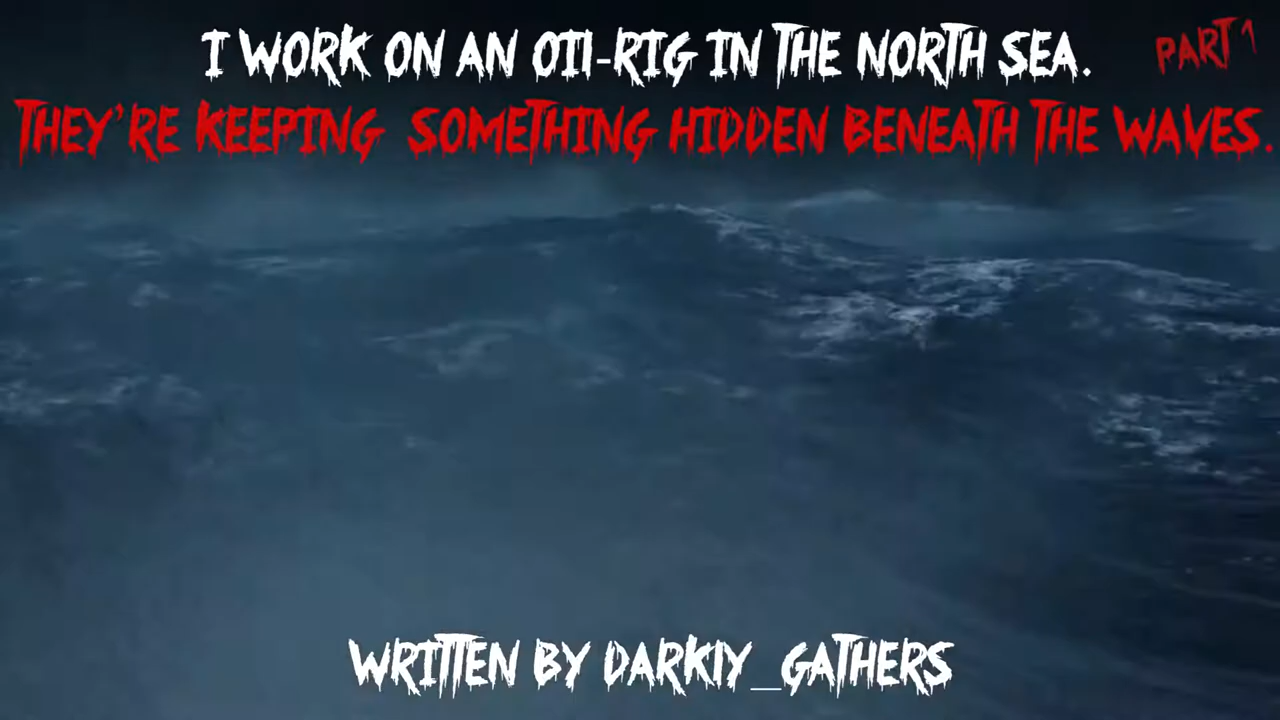 I WORK ON AN OIl-RIG IN THE NORTH SEA.
PART 1
THEY'RE KEEPING SOMETHING HIDDEN BENEATH THE WAVES.
WRITTEN BY DARKlY_GATHERS